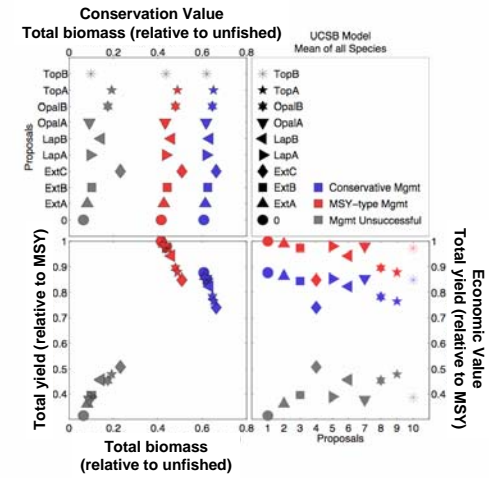 Conservation Value
Total biomass (relative to unfished)
0 0.2 0.4 0.6 0.8
UCSB Model
Mean of all Species
Proposals
TopB
TopA
OpalB
OpalA
LapB
LapA
ExtC
ExtB
ExtA
0
TopB
TopA
OpalB
OpalA
LapB
LapA
ExtC
ExtB
ExtA
0
Conservative Mgmt
MSY-type Mgmt
Mgmt Unsuccessful
Total yield (relative to MSY)
1
0.9
0.8
0.7
0.6
0.5
0.4
1
0.9
0.8
0.7
0.6
0.5
0.4
Economic Value
Total yield (relative to MSY)
0 0.2 0.4 0.6 0.8
1 2 3 4 5 6 7 8 9 10
Proposals
Total biomass
(relative to unfished)